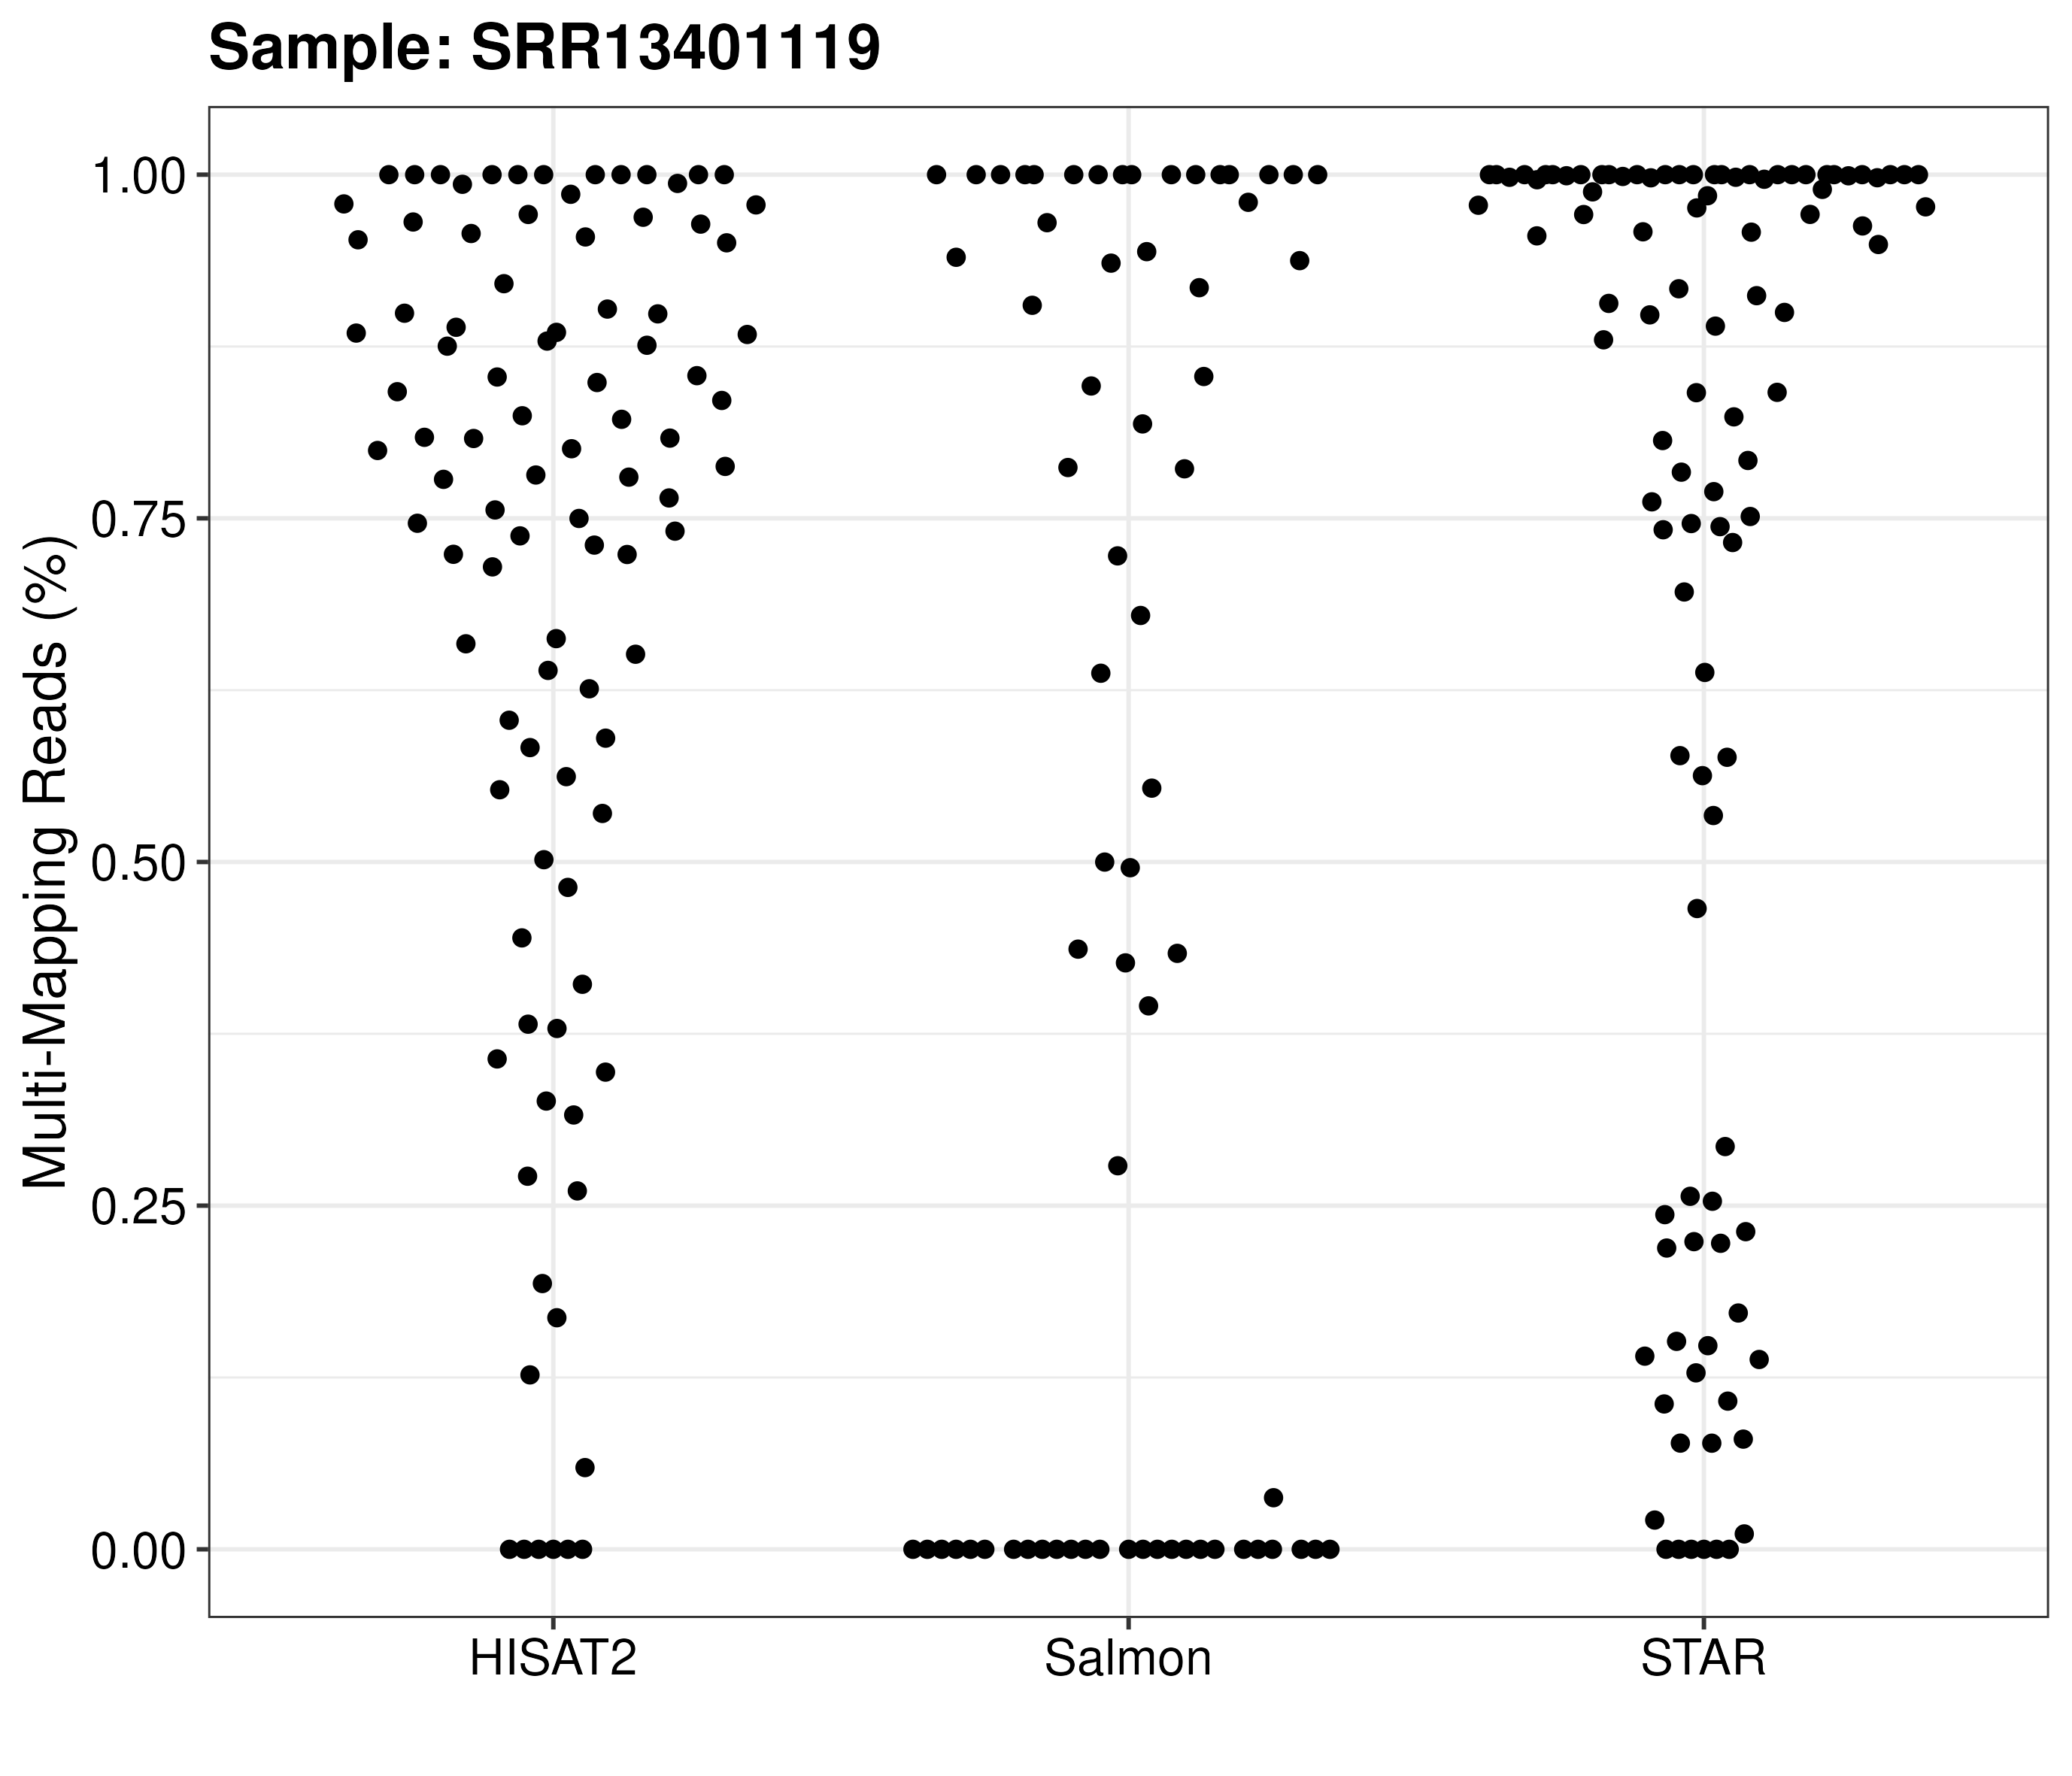 Sample: SRR13401119
Multi-Mapping Reads (%)
1.00
0.75
0.50
0.25
0.00
HISAT2 Salmon STAR